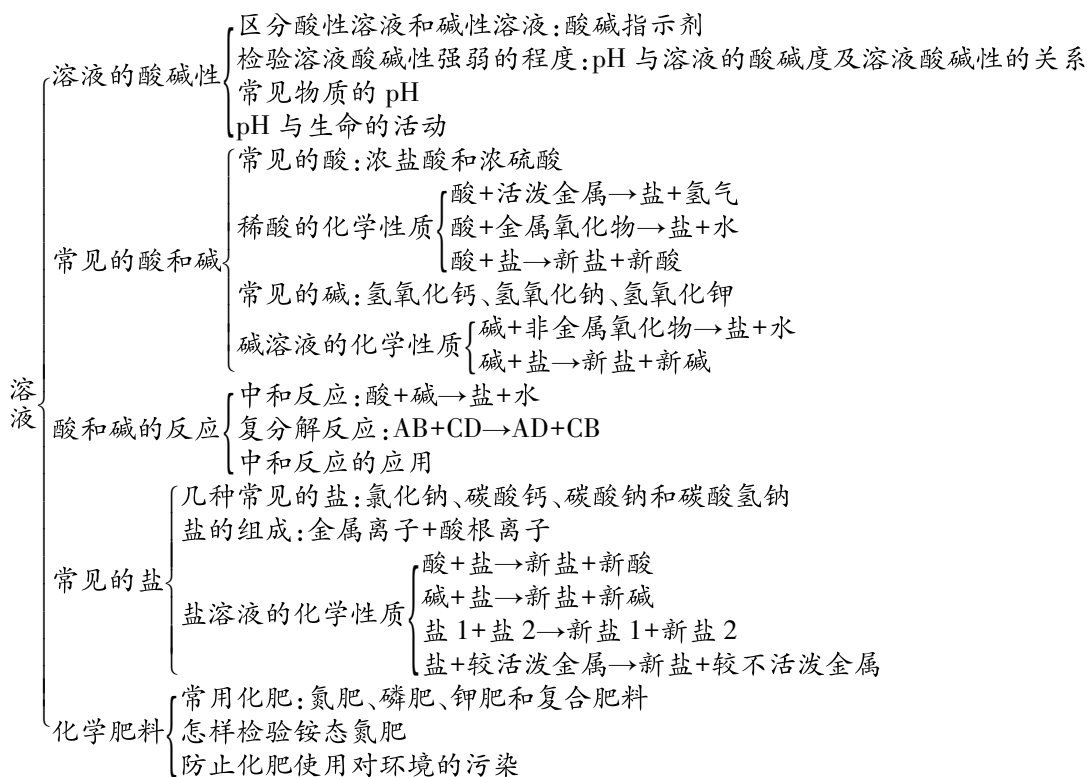 溶液
溶液的酸碱性
区分酸性溶液和碱性溶液:酸碱指示剂
检验溶液酸碱性强弱的程度:pH 与溶液的酸碱度及溶液酸碱性的关系
常见物质的 pH
pH 与生命的活动
常见的酸和碱
常见的酸:浓盐酸和浓硫酸
稀酸的化学性质
酸+活泼金属→盐+氢气
酸+金属氧化物→盐+水
酸+盐→新盐+新酸
常见的碱:氢氧化钙、氢氧化钠、氢氧化钾
碱溶液的化学性质
碱+非金属氧化物→盐+水
碱+盐→新盐+新碱
酸和碱的反应
中和反应:酸+碱→盐+水
复分解反应:AB+CD→AD+CB
中和反应的应用
常见的盐
几种常见的盐:氯化钠、碳酸钙、碳酸钠和碳酸氢钠
盐的组成:金属离子+酸根离子
盐溶液的化学性质
酸+盐→新盐+新酸
碱+盐→新盐+新碱
盐 1+盐 2→新盐 1+新盐 2
盐+较活泼金属→新盐+较不活泼金属
化学肥料
常用化肥:氮肥、磷肥、钾肥和复合肥料
怎样检验铵态氮肥
防止化肥使用对环境的污染